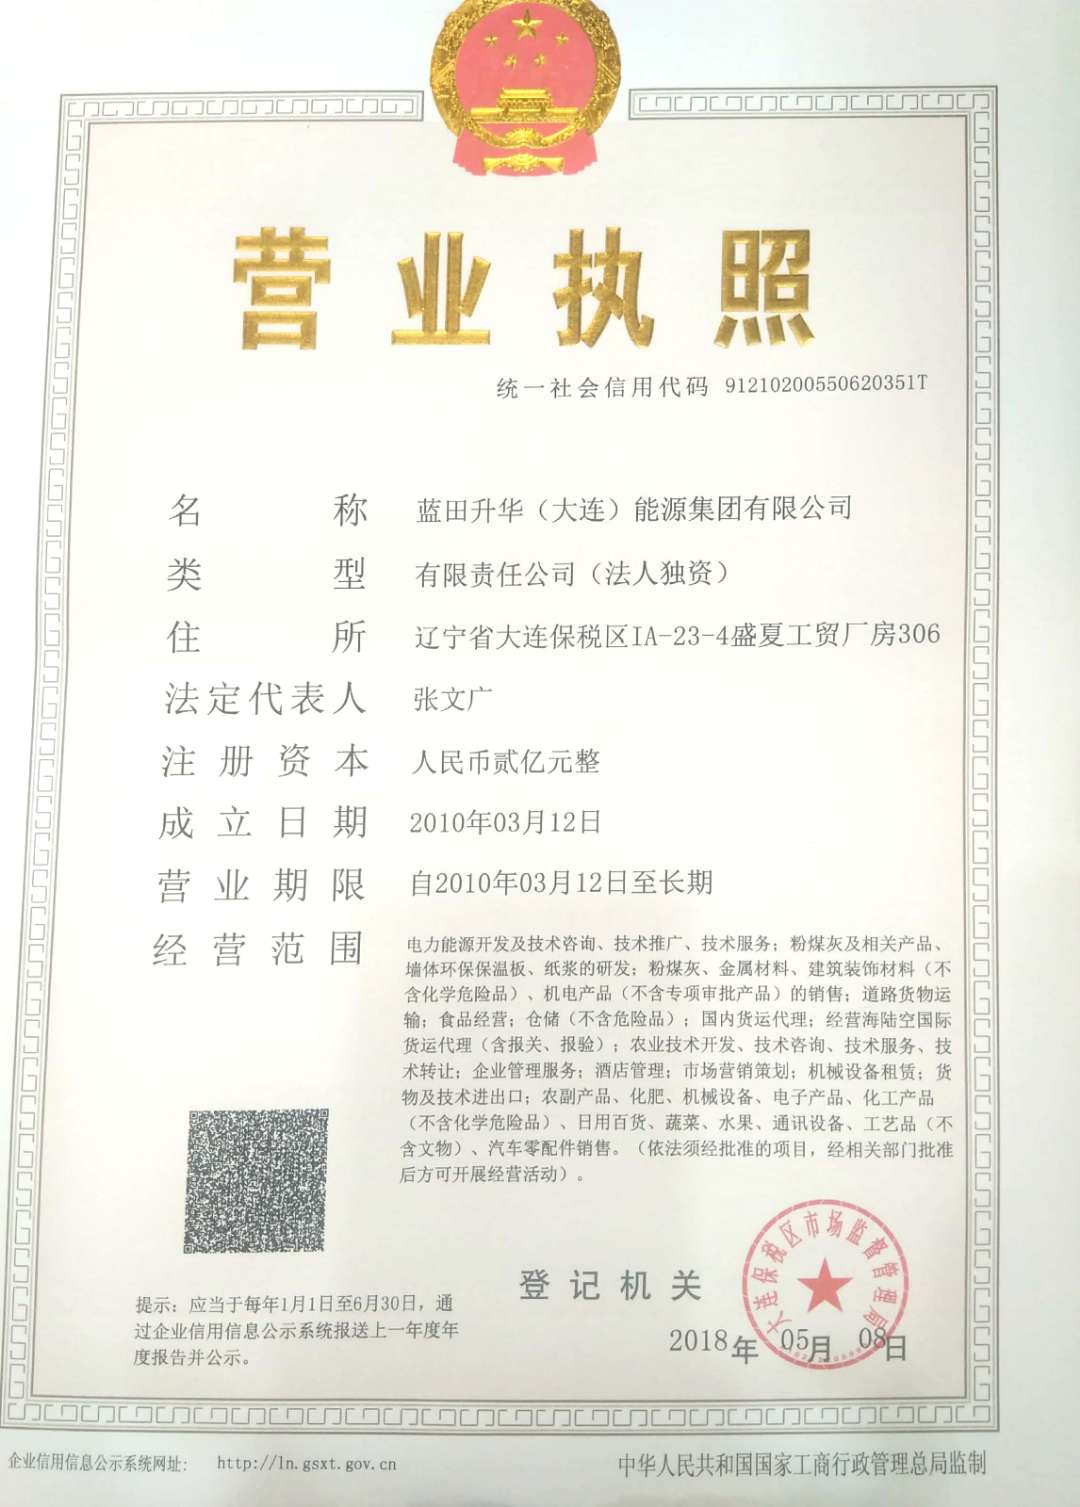 营业执照
统一社会信用代码 91210200550620351T
名称 蓝田升华（大连）能源集团有限公司
类型 有限责任公司（法人独资）
住所 辽宁省大连保税区IA-23-4盛夏工贸厂房306
法定代表人 张文广
注册资本 人民币贰亿元整
成立日期 2010年03月12日
营业期限 自2010年03月12日至长期
经营范围 电力能源开发及技术咨询、技术推广、技术服务；粉煤灰及相关产品、
墙体环保保温板、纸浆的研发；粉煤灰、金属材料、建筑装饰材料（不
含化学危险品）、机电产品（不含专项审批产品）的销售；道路货物运
输；食品经营；仓储（不含危险品）；国内货运代理；经营海陆空国际
货运代理（含报关、报验）；农业技术开发、技术咨询、技术服务、技
术转让；企业管理服务；酒店管理；市场营销策划；机械设备租赁；货
物及技术进出口；农副产品、化肥、机械设备、电子产品、化工产品
（不含化学危险品）、日用百货、蔬菜、水果、通讯设备、工艺品（不
含文物）、汽车零配件销售。（依法须经批准的项目，经相关部门批准
后方可开展经营活动）。
大连保税区市场监督管理局
登记机关
2018年 05月 08日
提示：应当于每年1月1日至6月30日，通
过企业信用信息公示系统报送上一年度年
度报告并公示。
企业信用信息公示系统网址： http://ln.gsxt.gov.cn
中华人民共和国国家工商行政管理总局监制